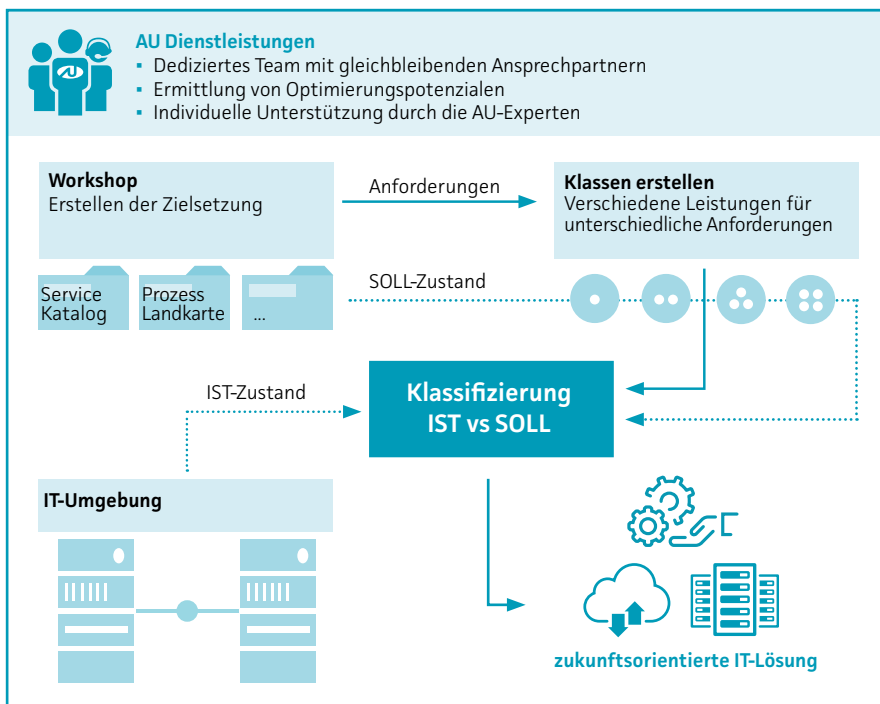 AU Dienstleistungen
▪ Dediziertes Team mit gleichbleibenden Ansprechpartnern
▪ Ermittlung von Optimierungspotenzialen
▪ Individuelle Unterstützung durch die AU-Experten
AU
Workshop
Erstellen der Zielsetzung
Anforderungen
Klassen erstellen
Verschiedene Leistungen für
unterschiedliche Anforderungen
Service
Katalog
Prozess
Landkarte
...
SOLL-Zustand
IST-Zustand
Klassifizierung
IST vs SOLL
IT-Umgebung
zukunftsorientierte IT-Lösung